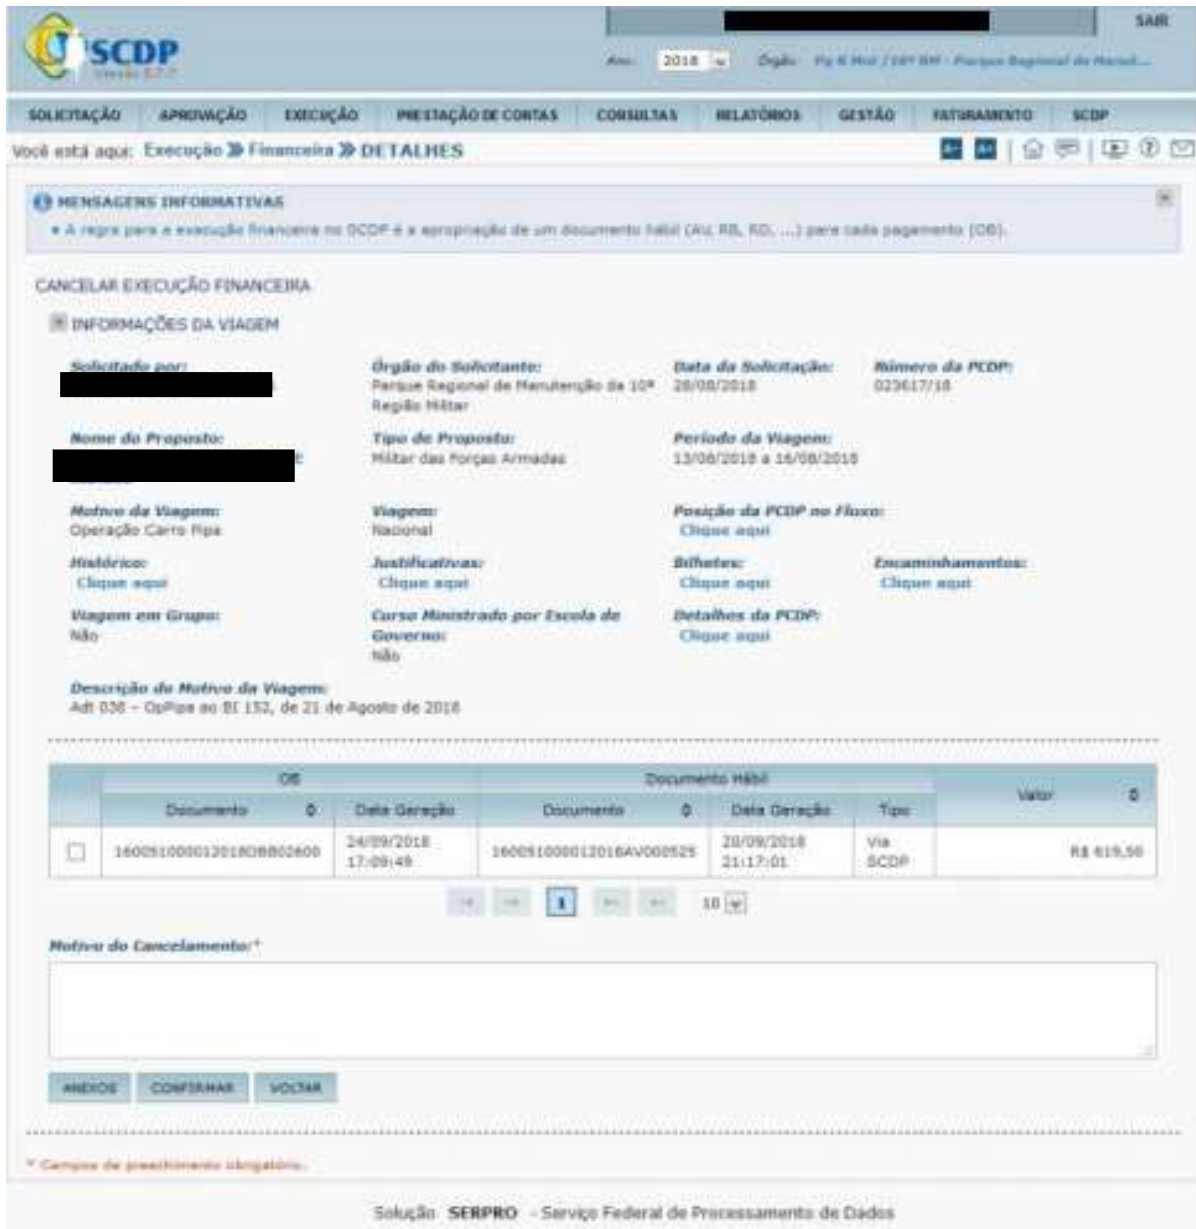 SCDP
SAIR
Ano: 2018 Órgão:
SOLICITAÇÃO APROVAÇÃO EXECUÇÃO PRESTAÇÃO DE CONTAS CONSULTAS RELATÓRIOS GESTÃO FATURAMENTO SCDP
Você está aqui: Execução Financeira DETALHES
MENSAGENS INFORMATIVAS
A regra para a execução financeira no SCDP é a apropriação de um documento hábil (AV, RB, RD, ...) para cada pagamento (OB).
CANCELAR EXECUÇÃO FINANCEIRA
INFORMAÇÕES DA VIAGEM
Solicitado por: Órgão do Solicitante: Data da Solicitação: Número da PCDP:
Parque Regional de Manutenção da 10ª 28/08/2018 023617/18
Região Militar
Nome do Proposto: Tipo de Proposto: Período da Viagem:
E Militar das Forças Armadas 13/08/2018 a 16/08/2018
Motivo da Viagem: Viagem: Posição da PCDP no Fluxo:
Operação Carro Pipa Nacional Clique aqui
Histórico: Justificativas: Bilhetes: Encaminhamentos:
Clique aqui Clique aqui Clique aqui Clique aqui
Viagem em Grupo: Curso Ministrado por Escola de Detalhes da PCDP:
Não Governo: Clique aqui
Não
Descrição do Motivo da Viagem:
Adt 036 – OpPipa ao BI 152, de 21 de Agosto de 2018
OB Documento Hábil Valor
Documento Data Geração Documento Data Geração Tipo
160051000012018OB802600 24/09/2018 17:09:49 160051000012018AV000525 20/09/2018 21:17:01 Via SCDP R$ 619,50
1 10
Motivo do Cancelamento:*
ANEXOS CONFIRMAR VOLTAR
* Campos de preechimento obrigatório.
Solução SERPRO - Serviço Federal de Processamento de Dados